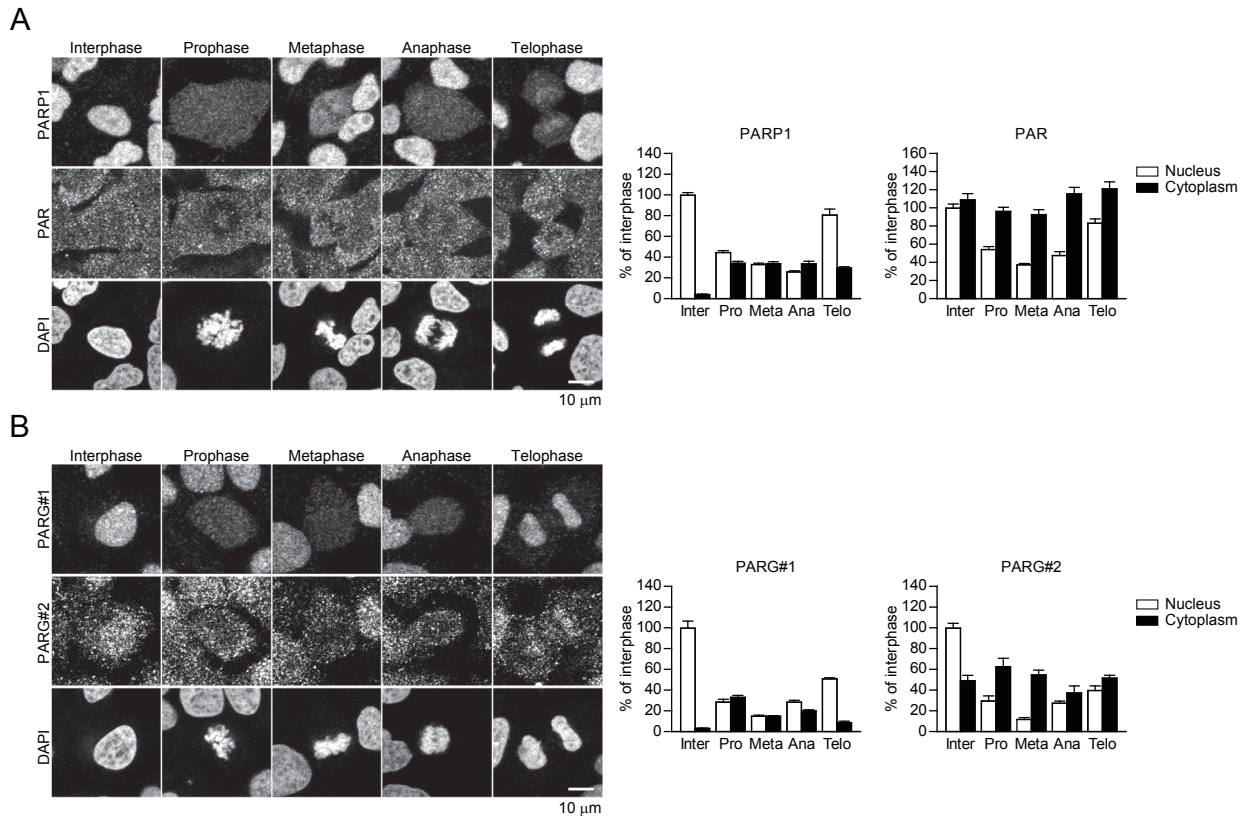 A
Interphase Prophase Metaphase Anaphase Telophase
PARP1
PAR
DAPI
10 μm
PARP1
% of interphase
140
120
100
80
60
40
20
0
Inter Pro Meta Ana Telo
PAR
% of interphase
160
140
120
100
80
60
40
20
0
Inter Pro Meta Ana Telo
Nucleus
Cytoplasm
B
Interphase Prophase Metaphase Anaphase Telophase
PARG#1
PARG#2
DAPI
10 μm
PARG#1
% of interphase
140
120
100
80
60
40
20
0
Inter Pro Meta Ana Telo
PARG#2
% of interphase
140
120
100
80
60
40
20
0
Inter Pro Meta Ana Telo
Nucleus
Cytoplasm